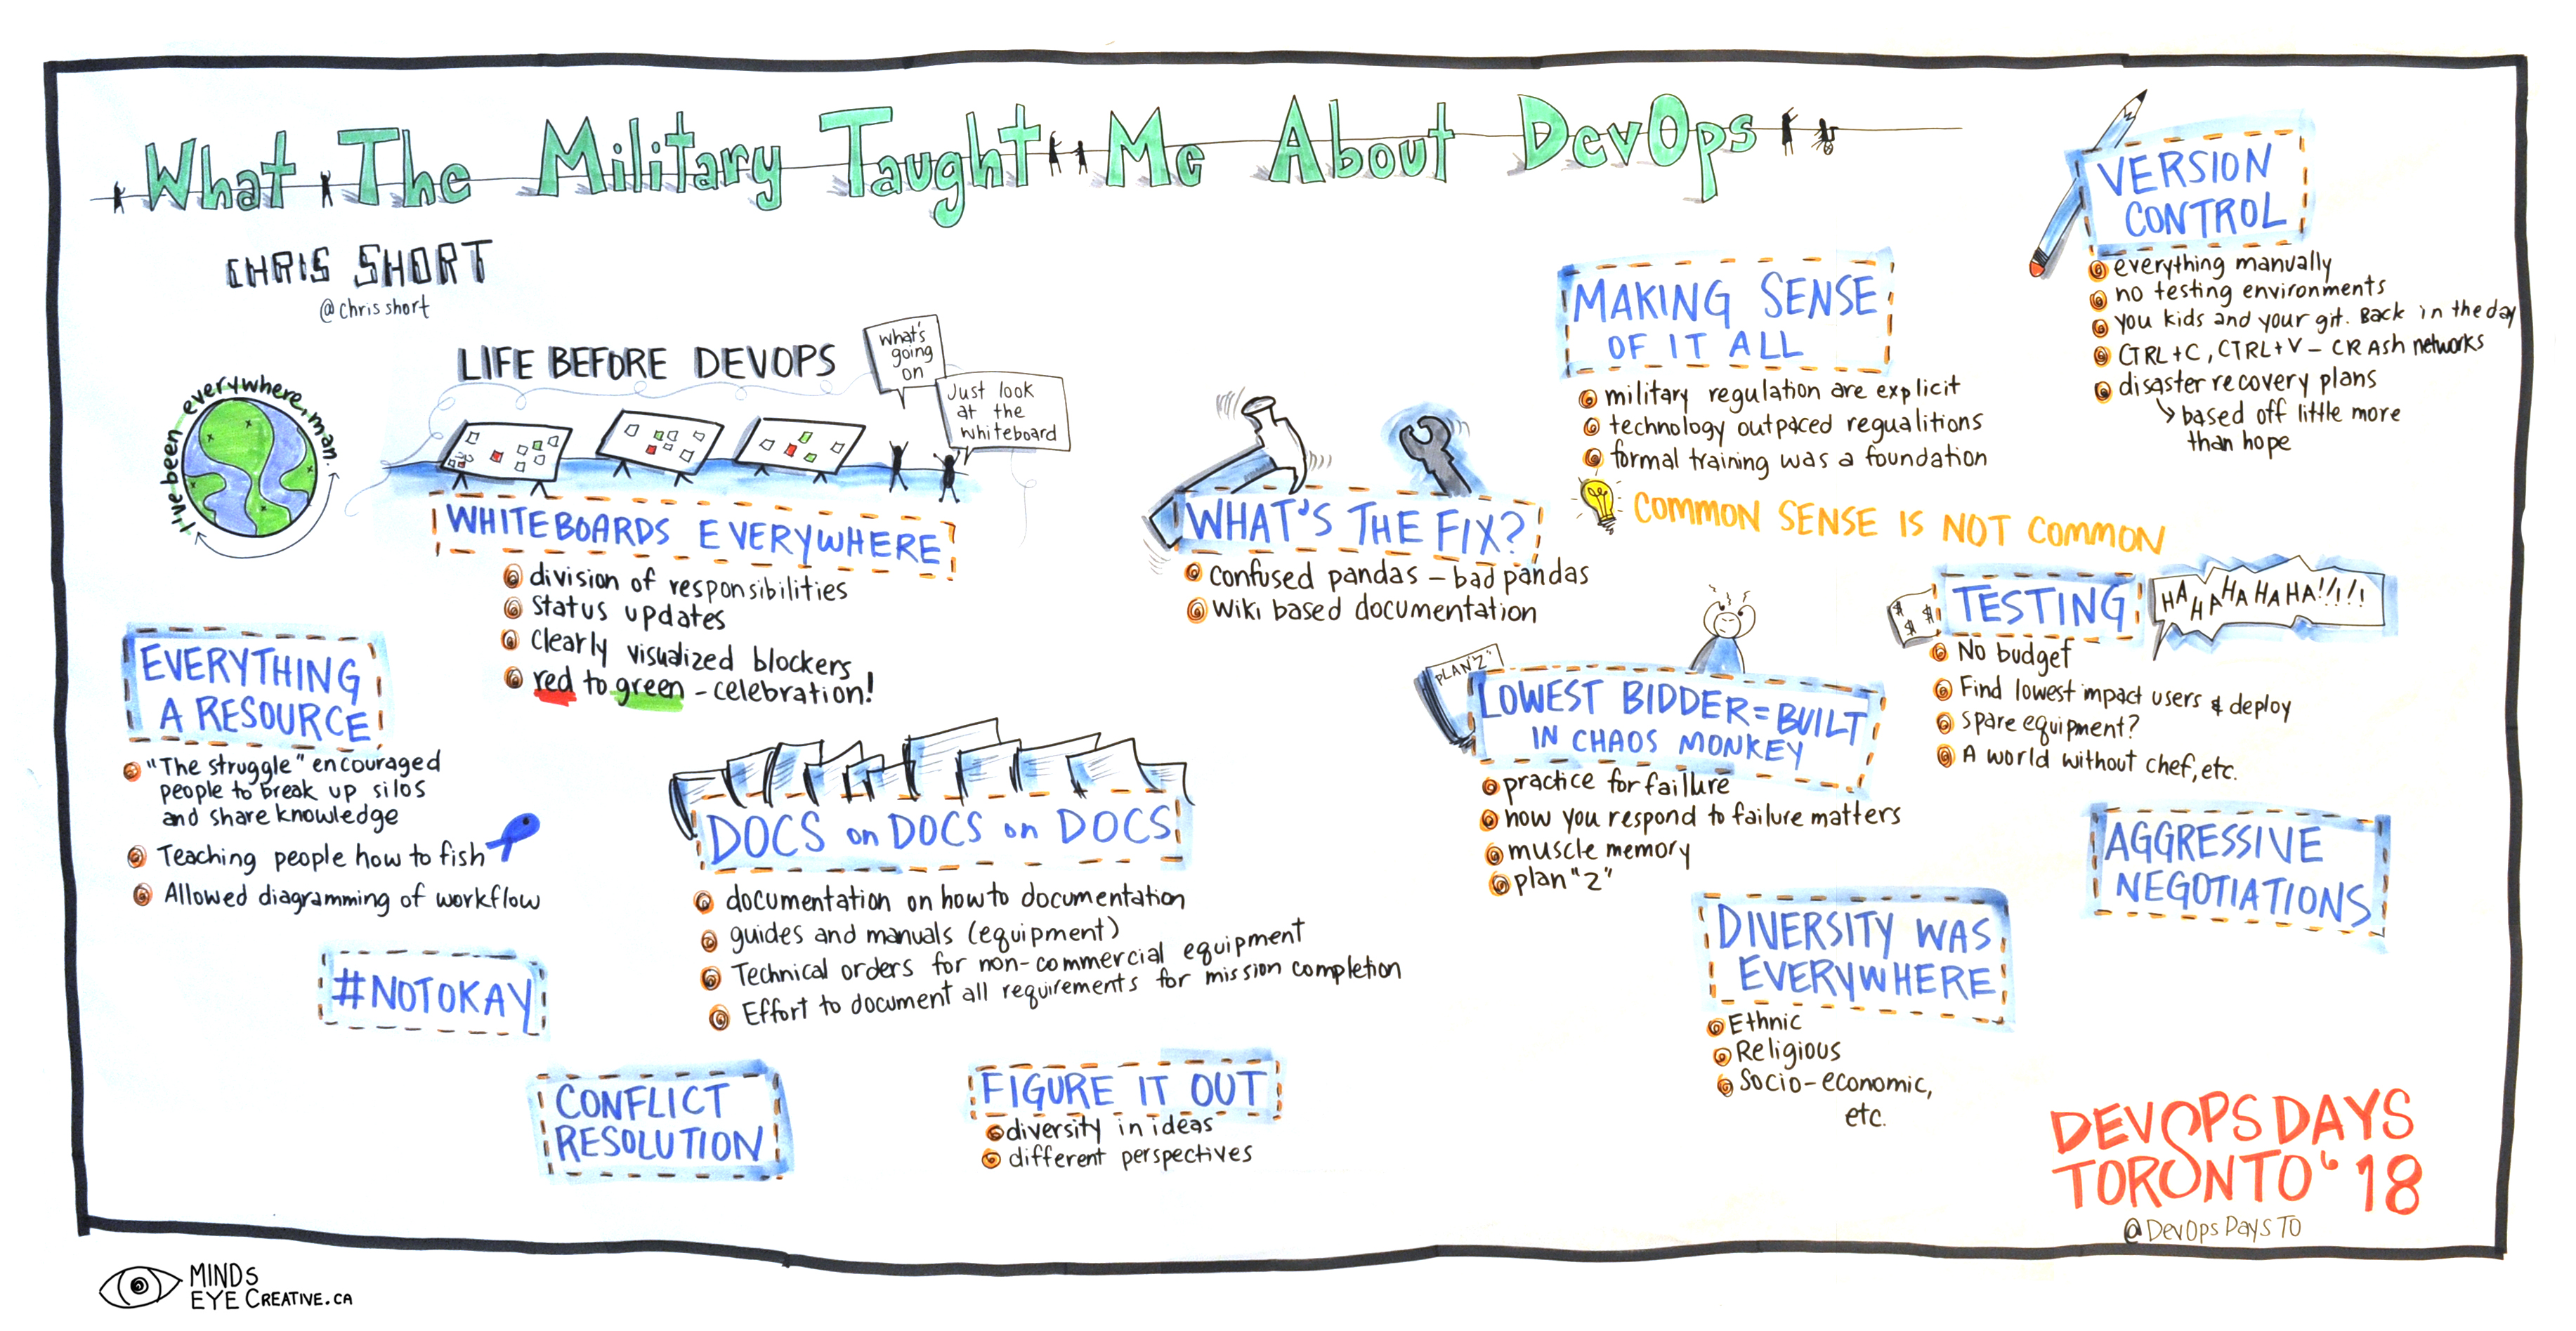 What The Military Taught Me About DevOps
CHRIS SHORT
@chrisshort
I've been everywhere, man.
LIFE BEFORE DEVOPS
What's
going
on
Just look
at the
whiteboard
WHITEBOARDS EVERYWHERE
division of responsibilities
status updates
clearly visualized blockers
red to green - celebration!
EVERYTHING
A RESOURCE
"The struggle" encouraged
people to break up silos
and share knowledge
Teaching people how to fish
Allowed diagramming of workflow
#NOTOKAY
CONFLICT
RESOLUTION
DOCS on DOCS on DOCS
documentation on how to documentation
guides and manuals (equipment)
Technical orders for non-commercial equipment
Effort to document all requirements for mission completion
FIGURE IT OUT
diversity in ideas
different perspectives
WHAT'S THE FIX?
Confused pandas - bad pandas
Wiki based documentation
MAKING SENSE
OF IT ALL
military regulation are explicit
technology outpaced regualitions
formal training was a foundation
COMMON SENSE IS NOT COMMON
VERSION
CONTROL
everything manually
no testing environments
you kids and your git. Back in the day
CTRL+C, CTRL+V - CRASH networks
disaster recovery plans
based off little more
than hope
PLAN "Z"
LOWEST BIDDER = BUILT
IN CHAOS MONKEY
practice for faillure
how you respond to failure matters
muscle memory
plan "Z"
$ $ $
TESTING
HA HA HA HA HA!!!!!
No budget
Find lowest impact users & deploy
spare equipment?
A world without chef, etc.
AGGRESSIVE
NEGOTIATIONS
DIVERSITY WAS
EVERYWHERE
Ethnic
Religious
Socio-economic,
etc.
DEVOPSDAYS
TORONTO '18
@DevOpsDaysTO
MINDS
EYE CREATIVE.CA